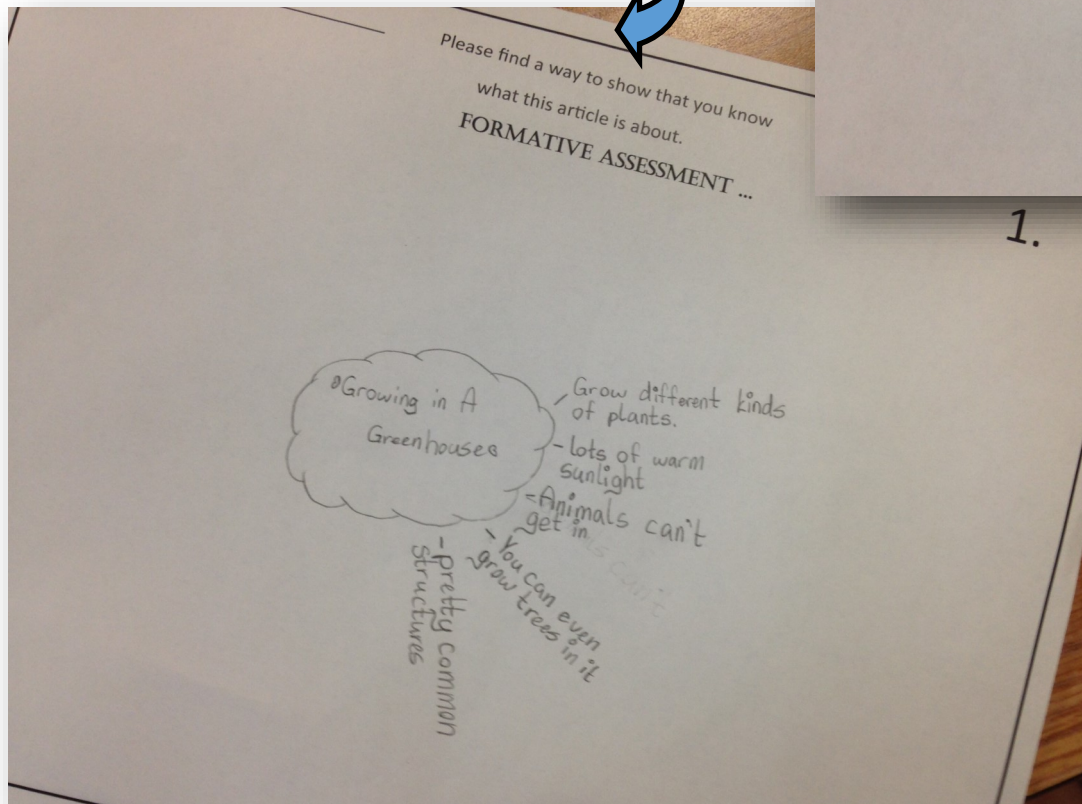 Please find a way to show that you know
what this article is about.
FORMATIVE ASSESSMENT ...
1.
Growing in A
Greenhouse
Grow different kinds
of plants.
-lots of warm
sunlight
-Animals can't
get in
- You can even
grow trees in it
-pretty common
structures